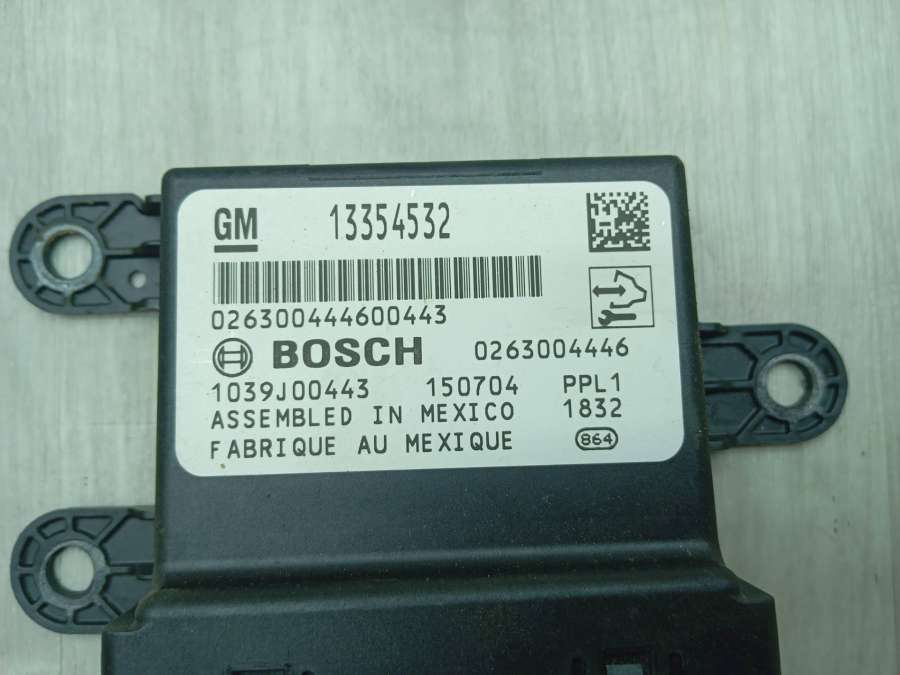 GM 13354532
026300444600443
BOSCH 0263004446
1039J00443 150704 PPL1
ASSEMBLED IN MEXICO 1832
FABRIQUE AU MEXIQUE 864